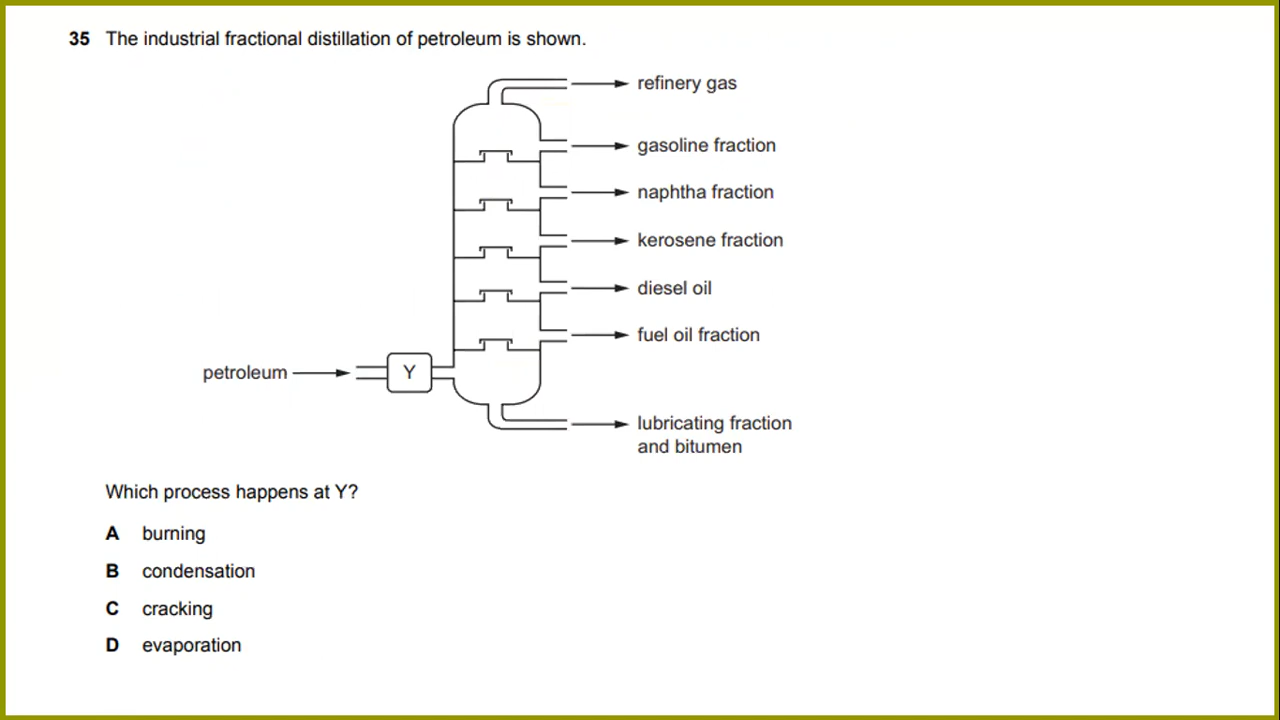 35 The industrial fractional distillation of petroleum is shown.
refinery gas
gasoline fraction
naphtha fraction
kerosene fraction
diesel oil
fuel oil fraction
petroleum
Y
lubricating fraction
and bitumen
Which process happens at Y?
A burning
B condensation
C cracking
D evaporation